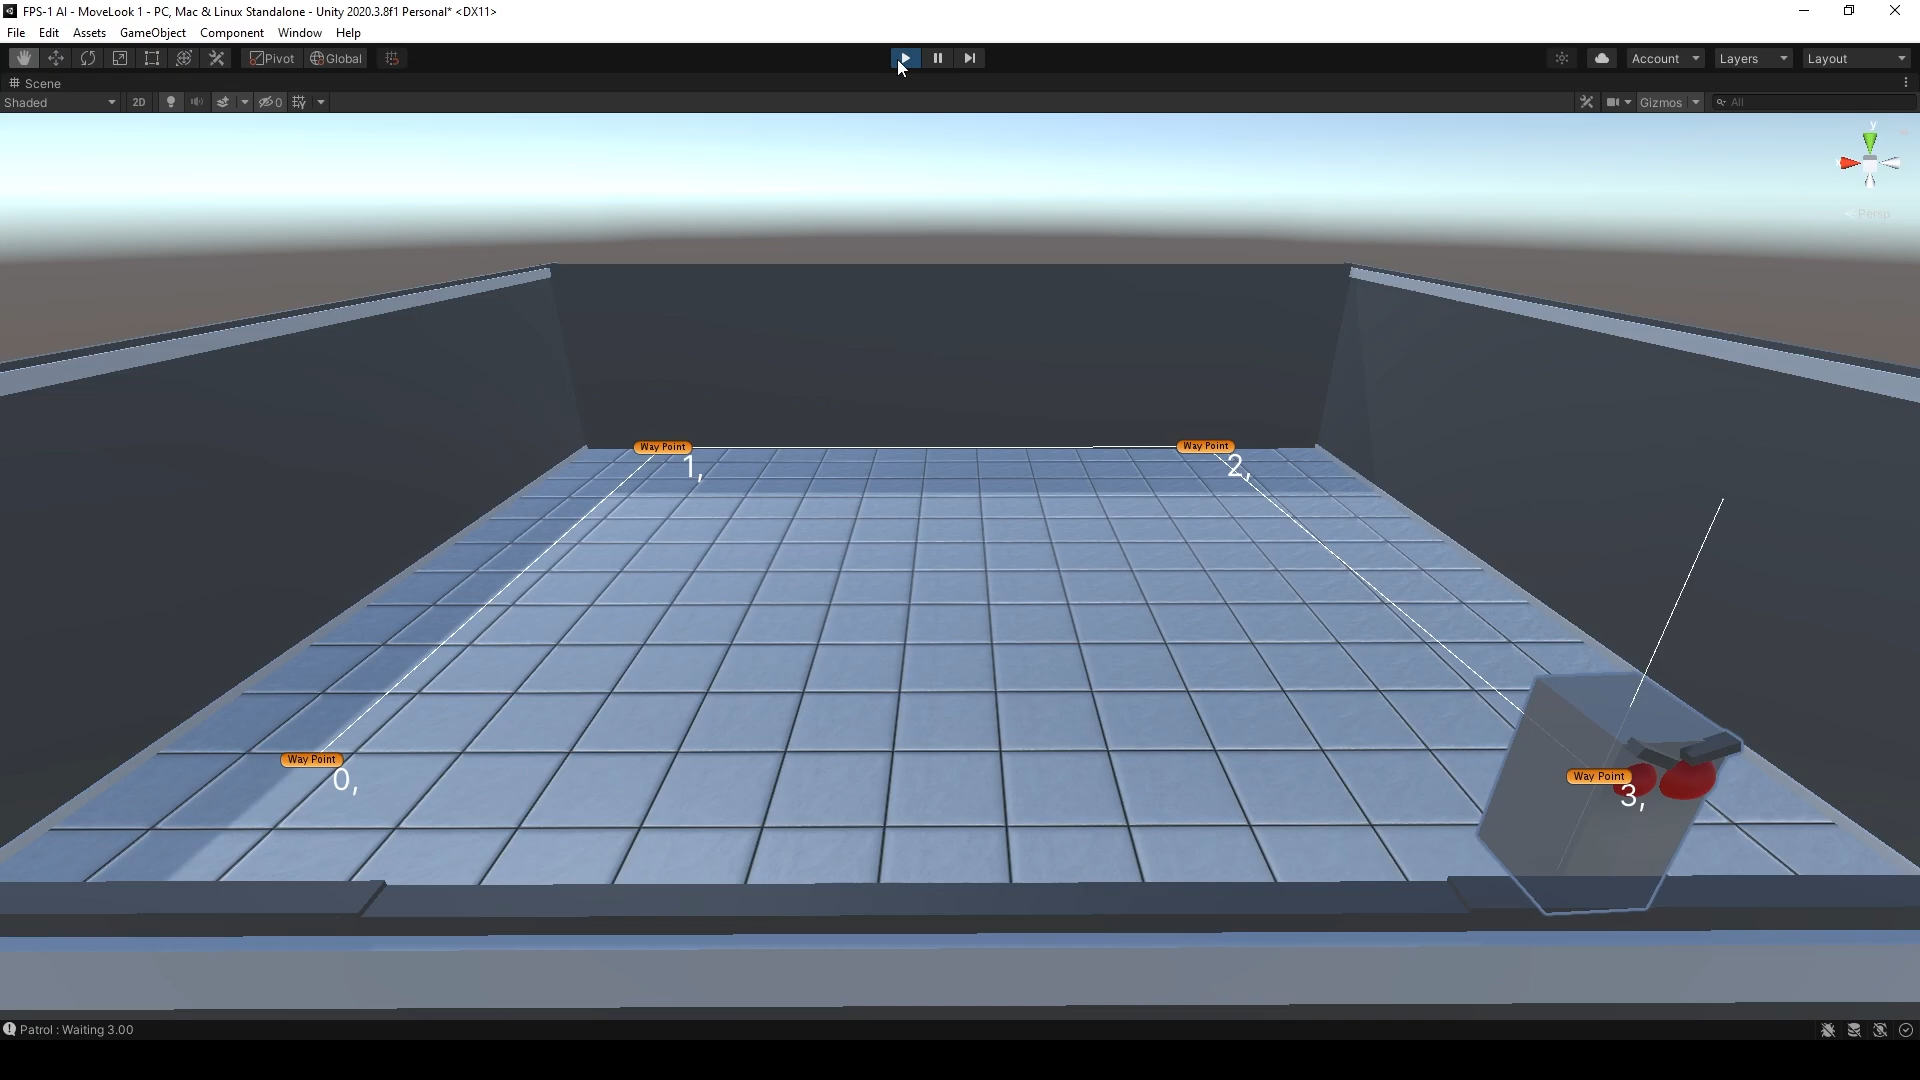 FPS-1 AI - MoveLook 1 - PC, Mac & Linux Standalone - Unity 2020.3.8f1 Personal* <DX11>
File Edit Assets GameObject Component Window Help
Pivot Global Account Layers Layout
Scene
Shaded 2D 0 Gizmos All
y
x
< Persp
Way Point
1,
Way Point
2,
Way Point
0,
Way Point
3,
Patrol : Waiting 3.00